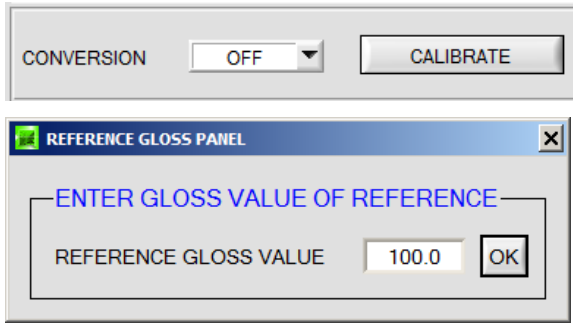 CONVERSION OFF CALIBRATE
REFERENCE GLOSS PANEL
ENTER GLOSS VALUE OF REFERENCE
REFERENCE GLOSS VALUE 100.0 OK